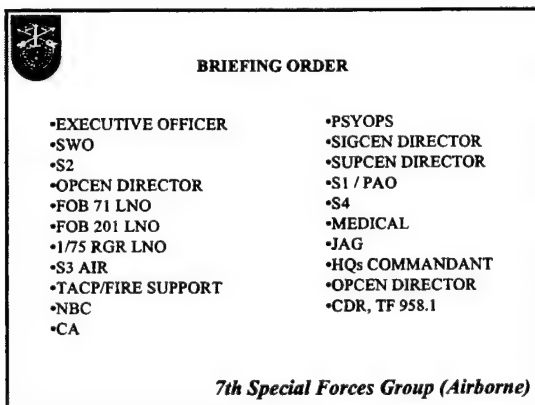 BRIEFING ORDER
•EXECUTIVE OFFICER
•SWO
•S2
•OPCEN DIRECTOR
•FOB 71 LNO
•FOB 201 LNO
•1/75 RGR LNO
•S3 AIR
•TACP/FIRE SUPPORT
•NBC
•CA
•PSYOPS
•SIGCEN DIRECTOR
•SUPCEN DIRECTOR
•S1 / PAO
•S4
•MEDICAL
•JAG
•HQs COMMANDANT
•OPCEN DIRECTOR
•CDR, TF 958.1
7th Special Forces Group (Airborne)